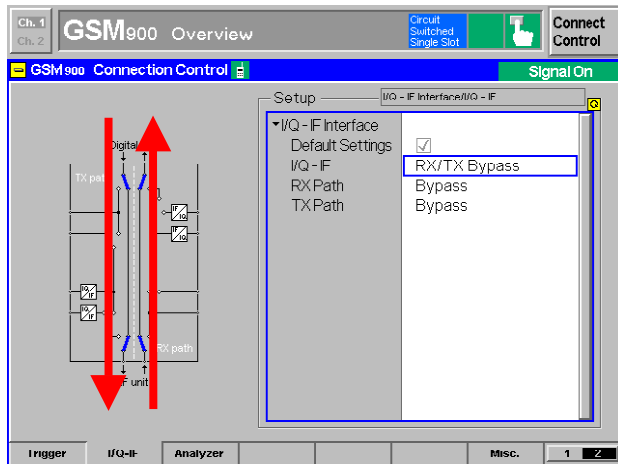 Ch. 1
Ch. 2
GSM900 Overview
Circuit
Switched
Single Slot
Connect
Control
GSM 900 Connection Control
Signal On
Setup
I/Q - IF Interface/I/Q - IF
I/Q - IF Interface
Default Settings
I/Q - IF
RX/TX Bypass
RX Path
Bypass
TX Path
Bypass
Digital
TX path
IF
IQ
IF
IQ
IQ
IF
IQ
IF
RX path
unit
Trigger
I/Q-IF
Analyzer
Misc.
1
2